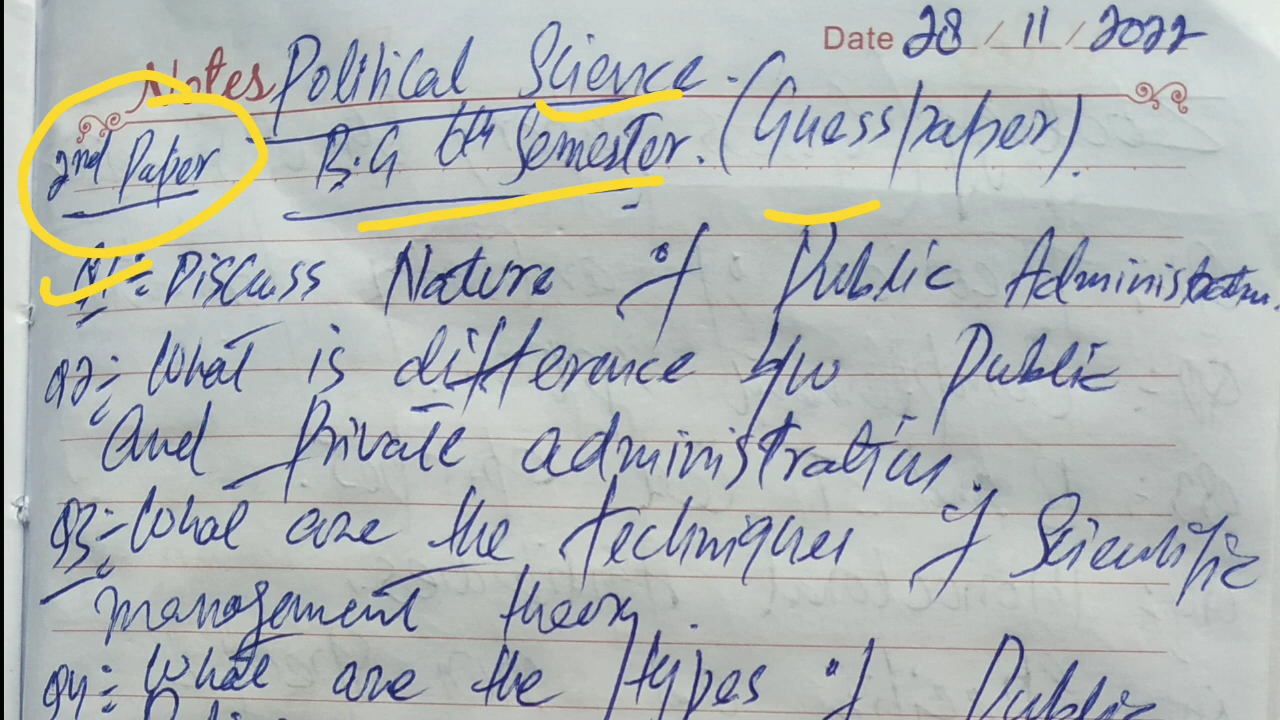 Date 28 / 11 / 2022
Notes Political Science.
2nd Paper B.G 6th Semester. (Guess paper).
Q1:- Discuss Nature of Public Administration.
Q2:- What is difference b/w Public
and Private administration.
Q3:- What are the techniques of Scientific
management theory.
Q4:- What are the types of Public